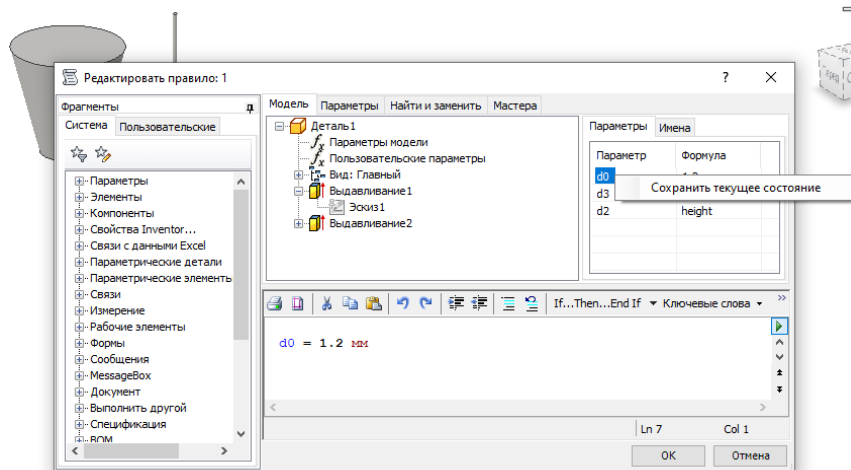 Редактировать правило: 1
?
Фрагменты
Система Пользовательские
Параметры
Элементы
Компоненты
Свойства Inventor...
Связи с данными Excel
Параметрические детали
Параметрические элементы
Связи
Измерение
Рабочие элементы
Формы
Сообщения
MessageBox
Документ
Выполнить другой
Спецификация
BOM
Модель Параметры Найти и заменить Мастера
Деталь1
fx Параметры модели
fx Пользовательские параметры
Вид: Главный
Выдавливание1
Эскиз1
Выдавливание2
Параметры Имена
Параметр Формула
d0
Сохранить текущее состояние
d3
d2 height
If...Then...End If Ключевые слова
d0 = 1.2 мм
Ln 7 Col 1
ОК Отмена